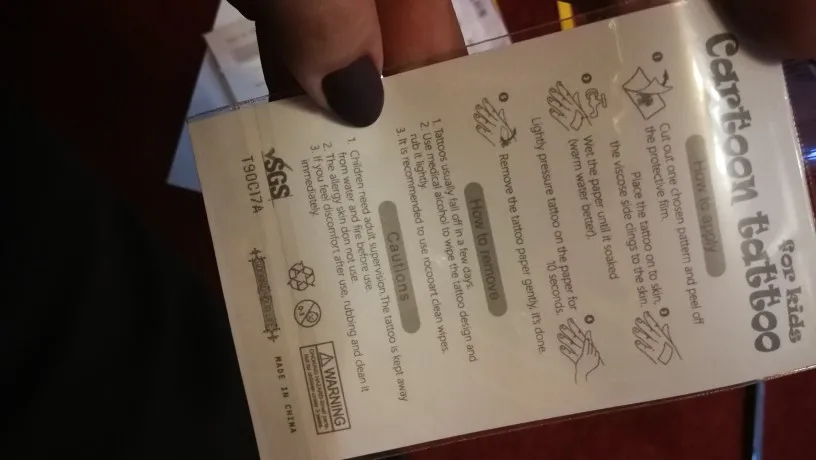 Cartoon tattoo
for kids
How to apply
Cut out one chosen pattern and peel off
the protective film.
Place the tattoo on to skin,
the viscose side clings to the skin.
Wet the paper until it soaked
(warm water better).
Lightly pressure tattoo on the paper for
10 seconds.
Remove the tattoo paper gently, it's done.
How to remove
1. Tattoos usually fall off in a few days.
2. Use medical alcohol to wipe the tattoo design and
rub it lightly.
3. It is recommended to use rocooart clean wipes.
Cautions
1. Children need adult supervision. The tattoo is kept away
from water and fire before use.
2. The allergy skin don not use.
3. If you feel discomfort after use, rubbing and clean it
immediately.
SGS
0-3
WARNING
T90C17A
MADE IN CHINA